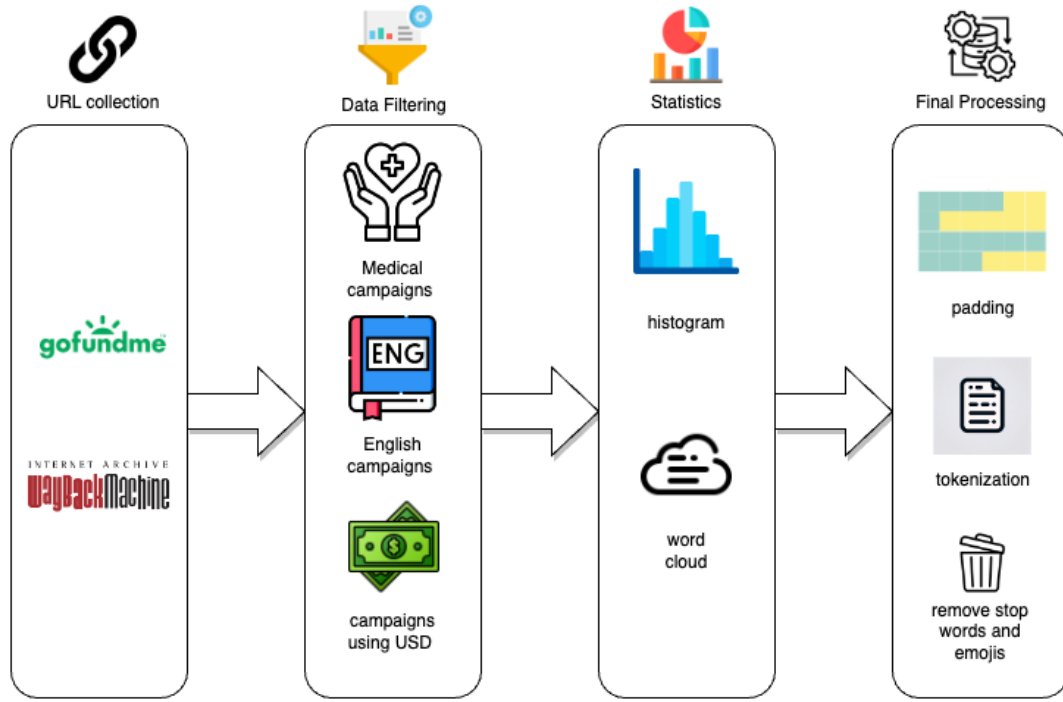 URL collection
Data Filtering
Statistics
Final Processing
gofundme
INTERNET ARCHIVE
WayBackMachine
Medical
campaigns
ENG
English
campaigns
$
campaigns
using USD
histogram
word
cloud
padding
tokenization
remove stop
words and
emojis